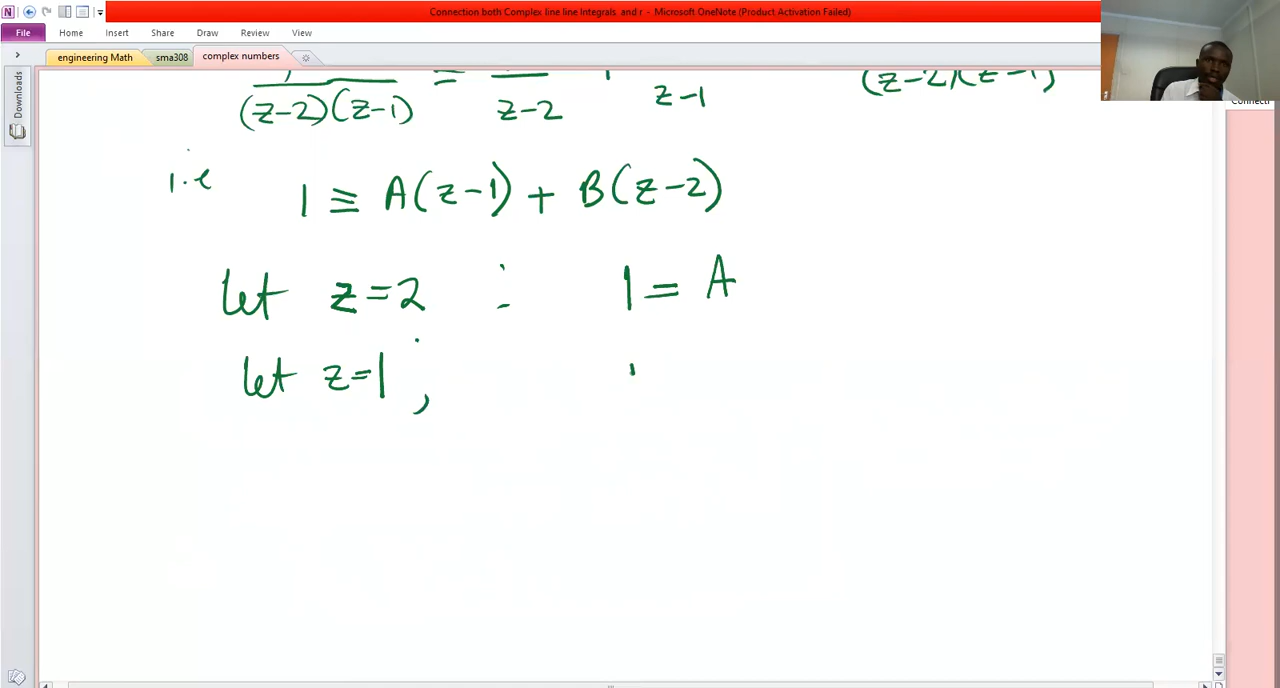 Connection both Complex line line Integrals and r - Microsoft OneNote (Product Activation Failed)
File Home Insert Share Draw Review View
engineering Math sma308 complex numbers
Downloads
Connecti
(z-2)(z-1) = z-2 z-1 (z-2)(z-1)
i.e 1 ≡ A(z-1) + B(z-2)
let z=2 : 1 = A
let z=1 ;